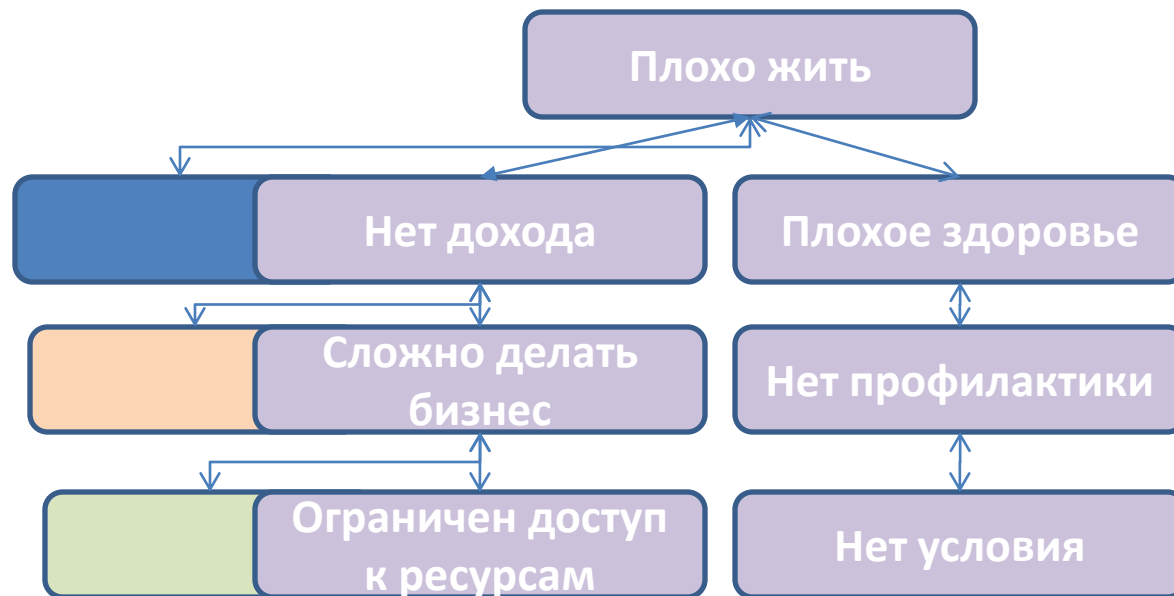 Плохо жить
Нет дохода
Плохое здоровье
Сложно делать
бизнес
Нет профилактики
Ограничен доступ
к ресурсам
Нет условия